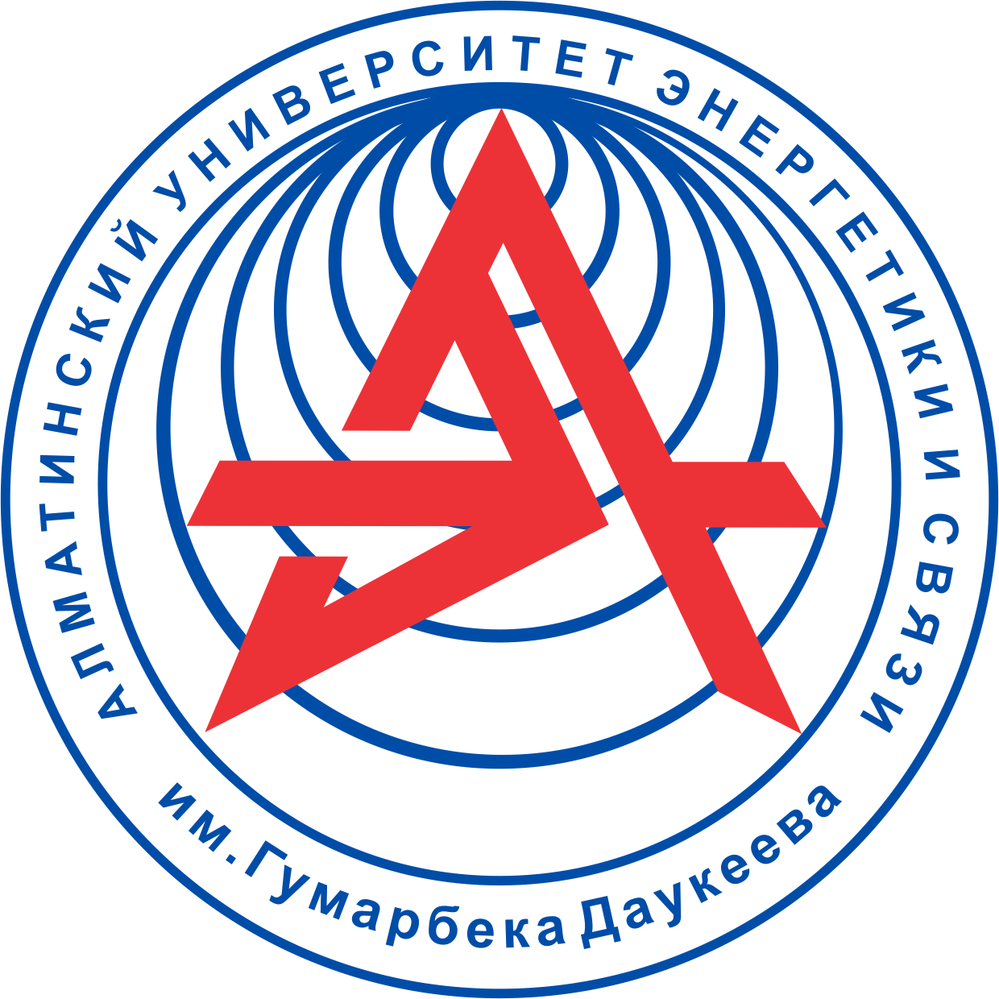 АЛМАТИНСКИЙ УНИВЕРСИТЕТ ЭНЕРГЕТИКИ И СВЯЗИ
им.Гумарбека Даукеева